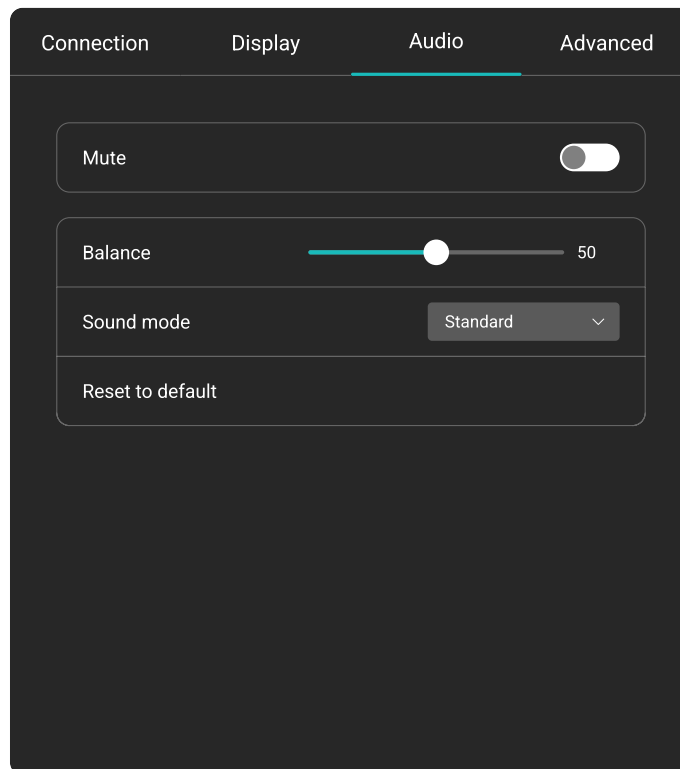 Connection Display Audio Advanced
Mute
Balance 50
Sound mode Standard
Reset to default